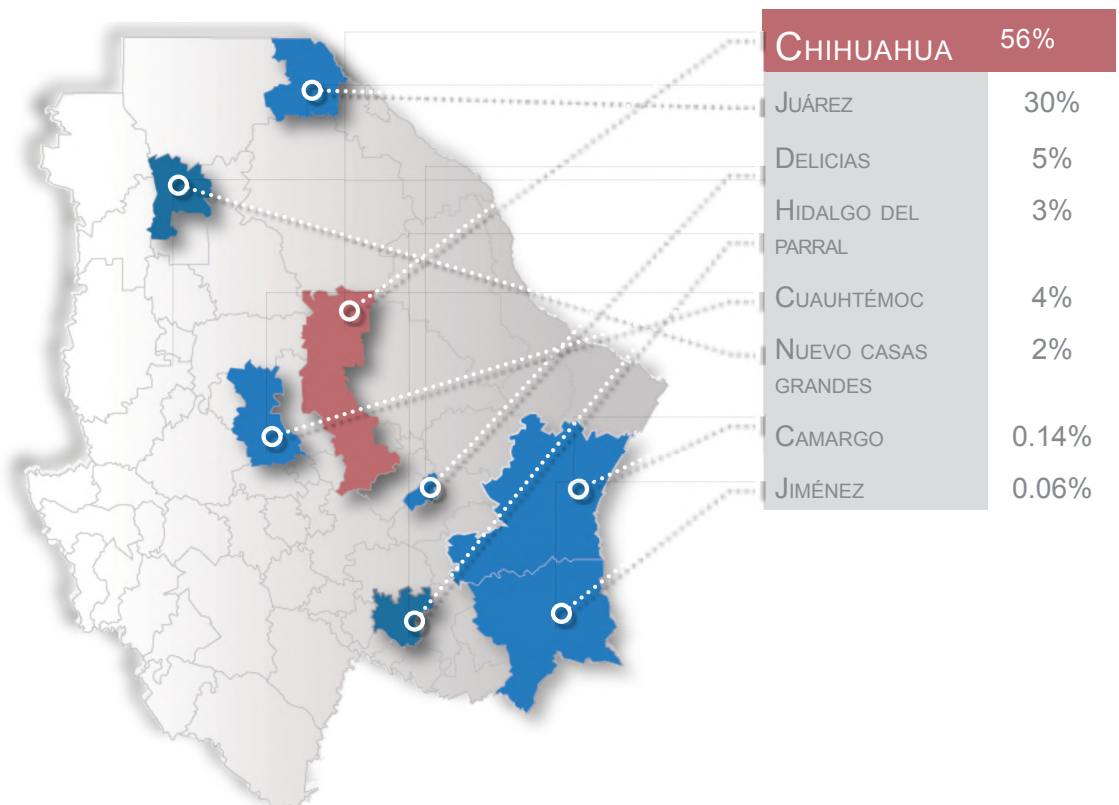 CHIHUAHUA 56%
JUÁREZ 30%
DELICIAS 5%
HIDALGO DEL 3%
PARRAL
CUAUHTÉMOC 4%
NUEVO CASAS 2%
GRANDES
CAMARGO 0.14%
JIMÉNEZ 0.06%